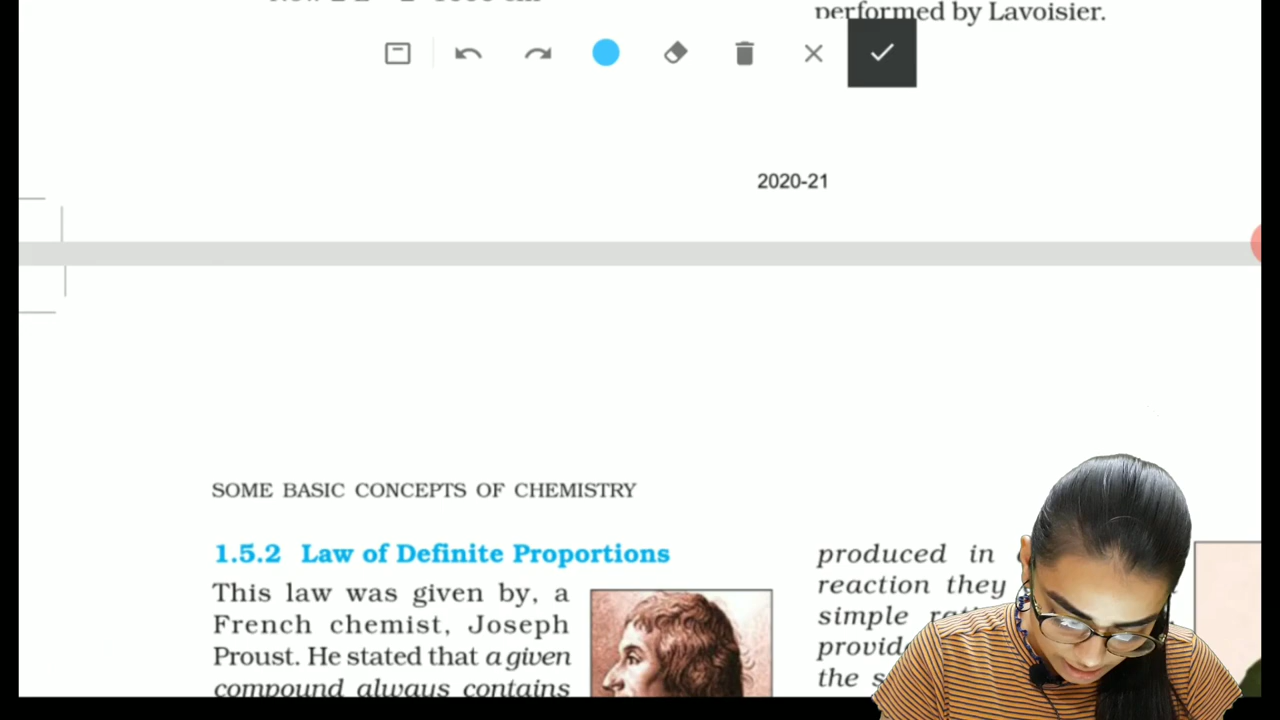 performed by Lavoisier.
2020-21
SOME BASIC CONCEPTS OF CHEMISTRY
1.5.2 Law of Definite Proportions
This law was given by, a
French chemist, Joseph
Proust. He stated that a given
compound always contains
produced in
reaction they
simple
the